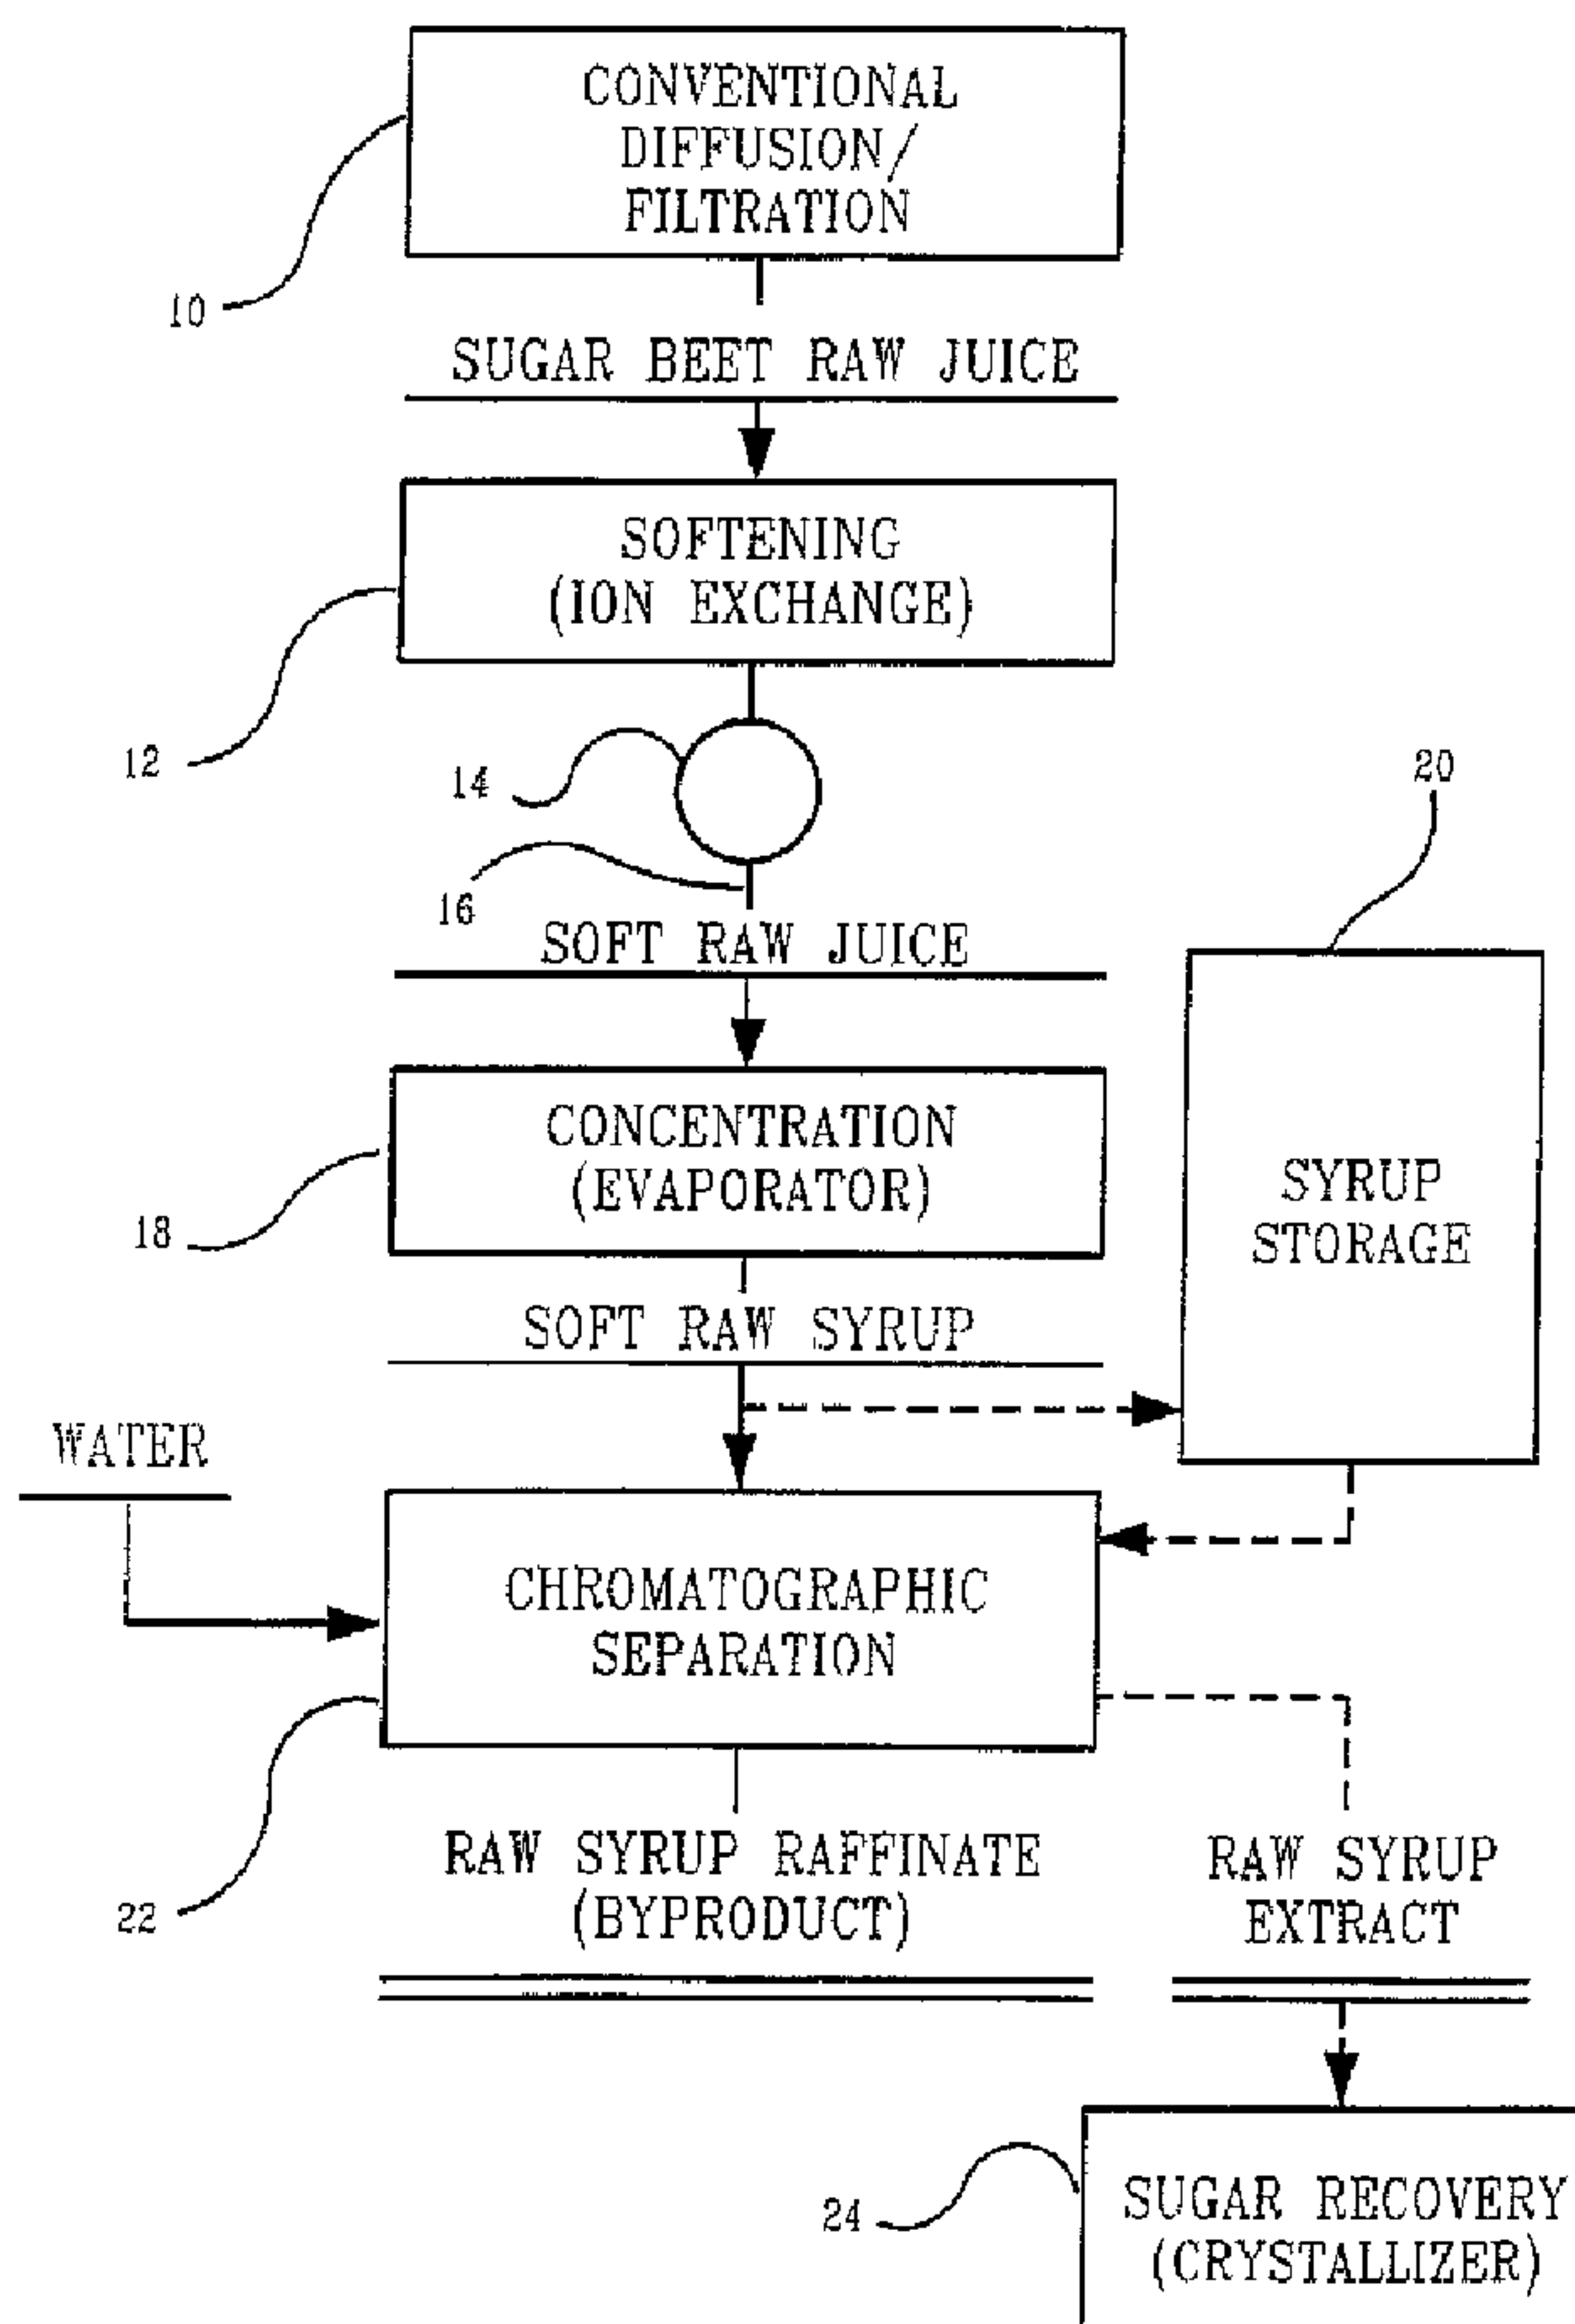 CONVENTIONAL
DIFFUSION/
FILTRATION
10
SUGAR BEET RAW JUICE
SOFTENING
(ION EXCHANGE)
12
14
16
SOFT RAW JUICE
20
CONCENTRATION
(EVAPORATOR)
18
SYRUP
STORAGE
SOFT RAW SYRUP
WATER
CHROMATOGRAPHIC
SEPARATION
22
RAW SYRUP RAFFINATE
(BYPRODUCT)
RAW SYRUP
EXTRACT
24
SUGAR RECOVERY
(CRYSTALLIZER)